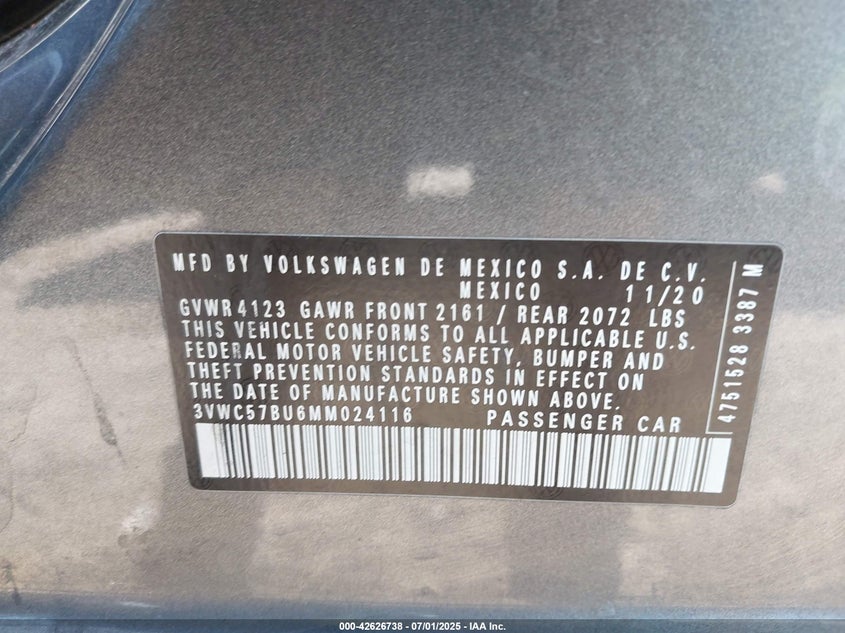 MFD BY VOLKSWAGEN DE MEXICO S.A. DE C.V.
MEXICO 11/20
GVWR 4123 GAWR FRONT 2161 / REAR 2072 LBS
THIS VEHICLE CONFORMS TO ALL APPLICABLE U.S.
FEDERAL MOTOR VEHICLE SAFETY, BUMPER AND
THEFT PREVENTION STANDARDS IN EFFECT ON
THE DATE OF MANUFACTURE SHOWN ABOVE.
3VWC57BU6MM024116 PASSENGER CAR
4751528 3387 M
000-42626738 - 07/01/2025 - IAA Inc.